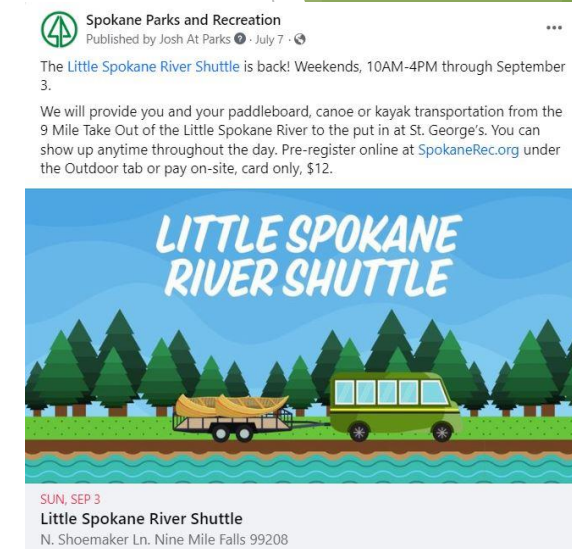 Spokane Parks and Recreation
Published by Josh At Parks ? · July 7 ·
The Little Spokane River Shuttle is back! Weekends, 10AM-4PM through September
3.
We will provide you and your paddleboard, canoe or kayak transportation from the
9 Mile Take Out of the Little Spokane River to the put in at St. George's. You can
show up anytime throughout the day. Pre-register online at SpokaneRec.org under
the Outdoor tab or pay on-site, card only, $12.
LITTLE SPOKANE
RIVER SHUTTLE
SUN, SEP 3
Little Spokane River Shuttle
N. Shoemaker Ln. Nine Mile Falls 99208